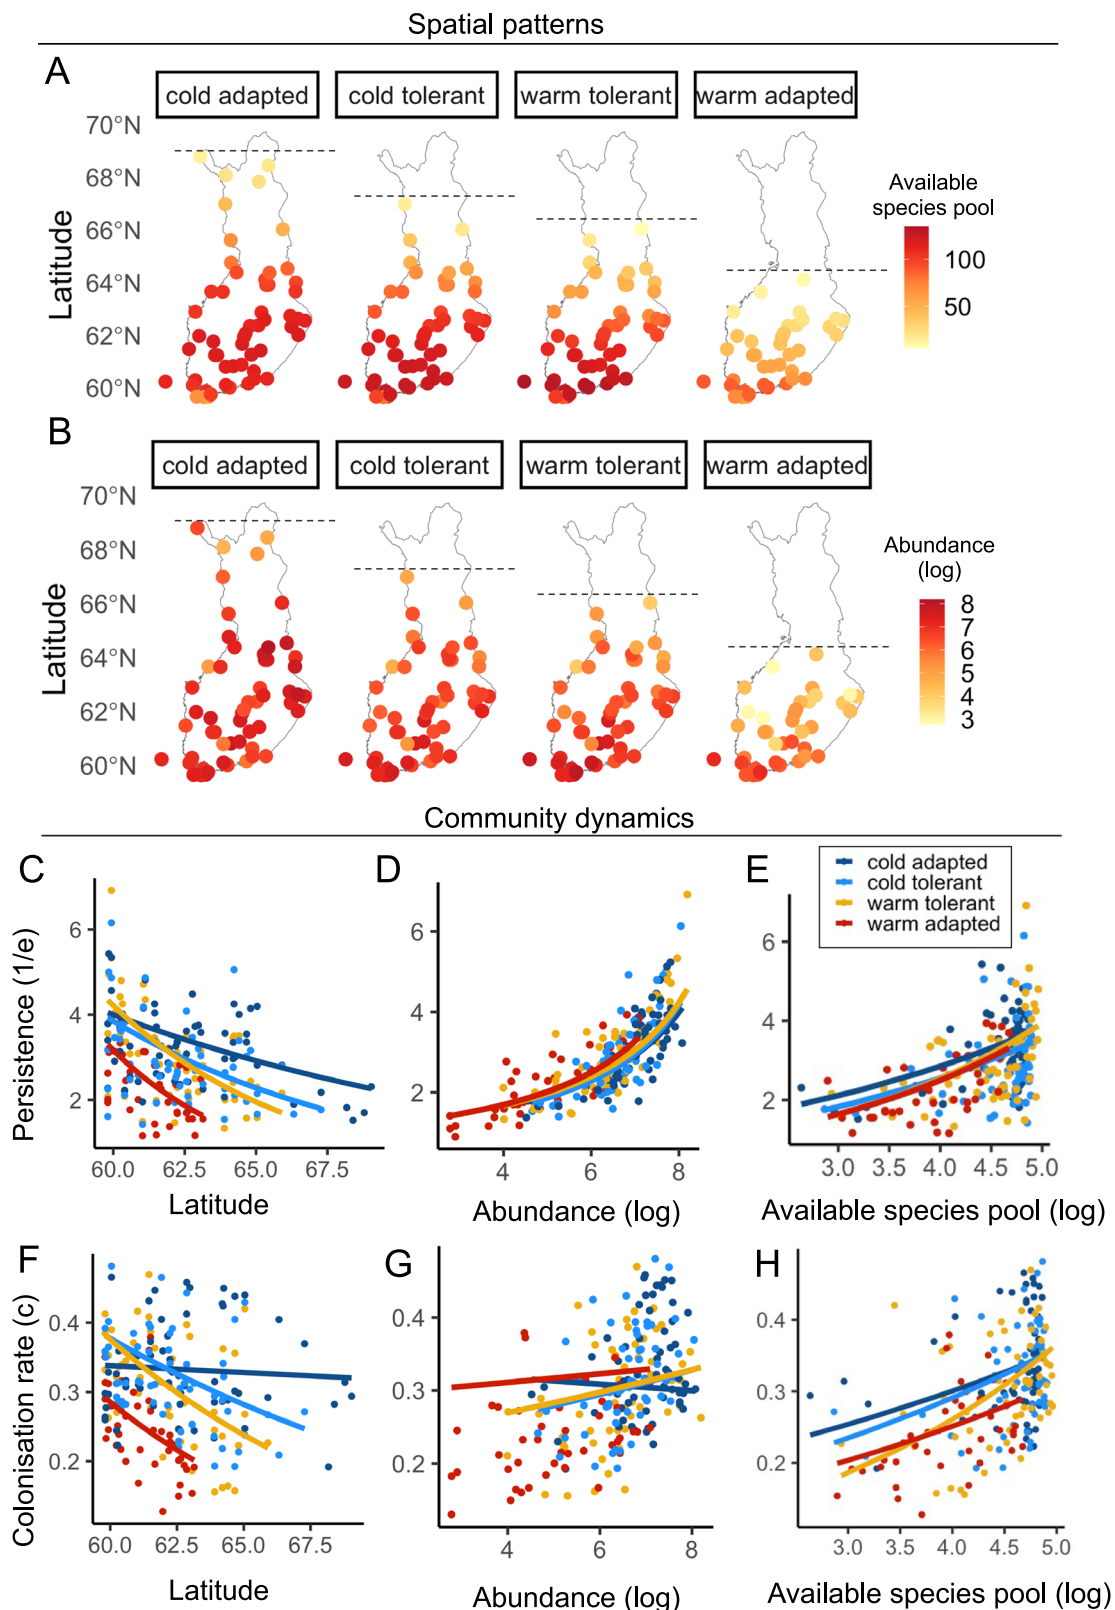 Spatial patterns
A
cold adapted
cold tolerant
warm tolerant
warm adapted
70°N
68°N
66°N
64°N
62°N
60°N
Latitude
Available
species pool
100
50
B
cold adapted
cold tolerant
warm tolerant
warm adapted
70°N
68°N
66°N
64°N
62°N
60°N
Latitude
Abundance
(log)
8
7
6
5
4
3
Community dynamics
C
Persistence (1/e)
6
4
2
60.0 62.5 65.0 67.5
Latitude
D
6
4
2
4 6 8
Abundance (log)
E
cold adapted
cold tolerant
warm tolerant
warm adapted
6
4
2
3.0 3.5 4.0 4.5 5.0
Available species pool (log)
F
Colonisation rate (c)
0.4
0.3
0.2
60.0 62.5 65.0 67.5
Latitude
G
0.4
0.3
0.2
4 6 8
Abundance (log)
H
0.4
0.3
0.2
3.0 3.5 4.0 4.5 5.0
Available species pool (log)